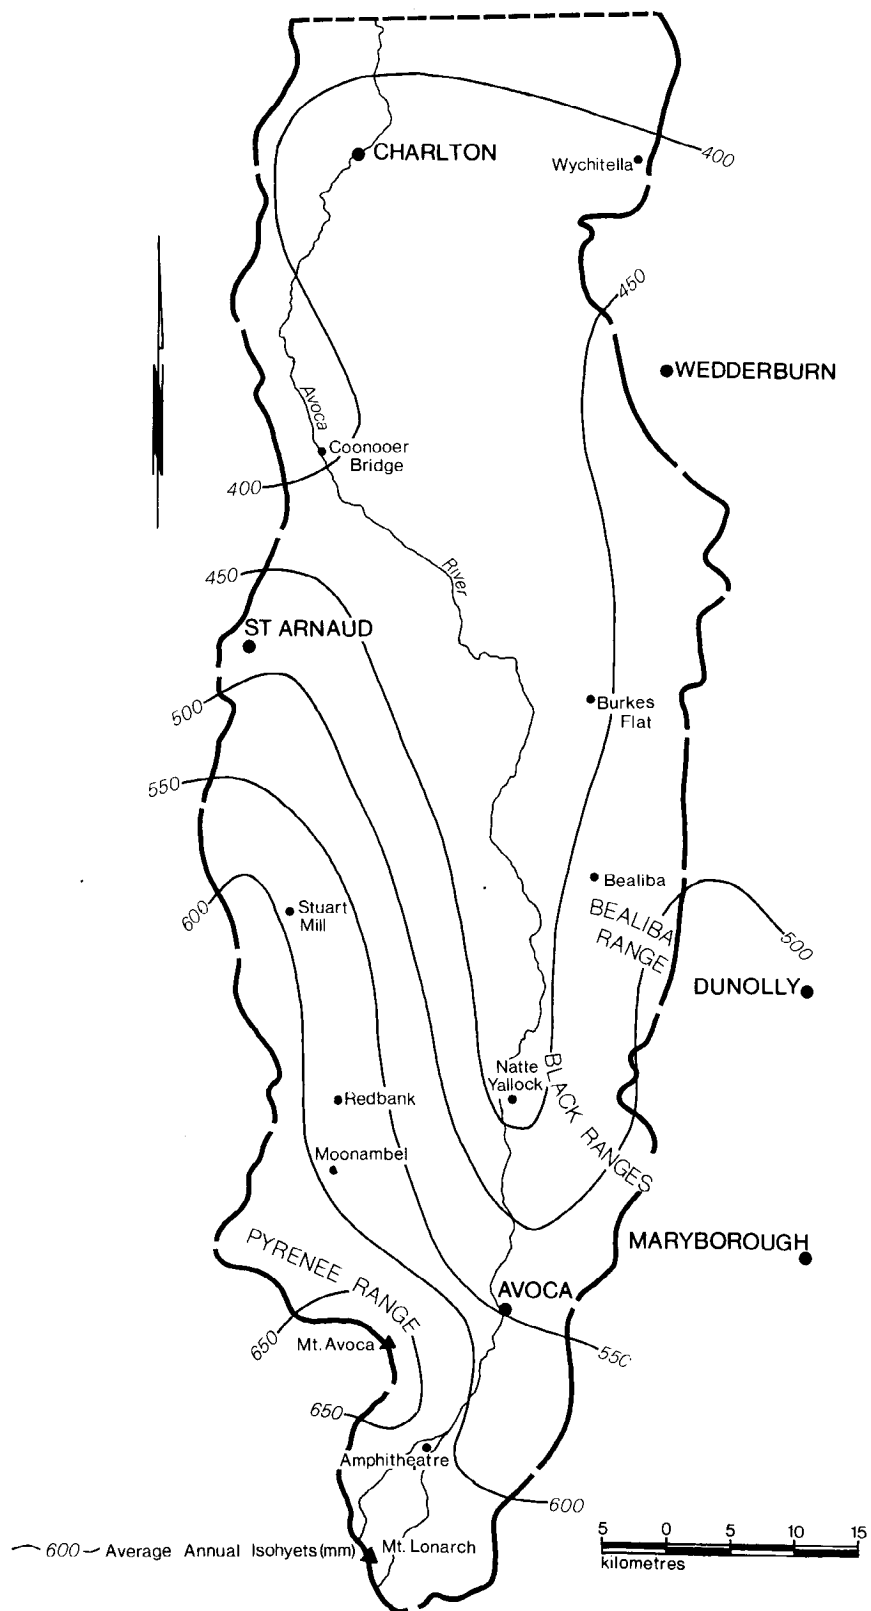 CHARLTON
Wychitella
400
450
WEDDERBURN
Avoca
Coonooer
Bridge
400
River
450
ST ARNAUD
500
Burkes
Flat
550
Bealiba
600
Stuart
Mill
BEALIBA
RANGE
500
DUNOLLY
Natte
Yallock
BLACK RANGES
Redbank
Moonambel
PYRENEE RANGE
MARYBOROUGH
AVOCA
650
Mt. Avoca
550
650
Amphitheatre
600
600 Average Annual Isohyets (mm)
Mt. Lonarch
5 0 5 10 15
kilometres